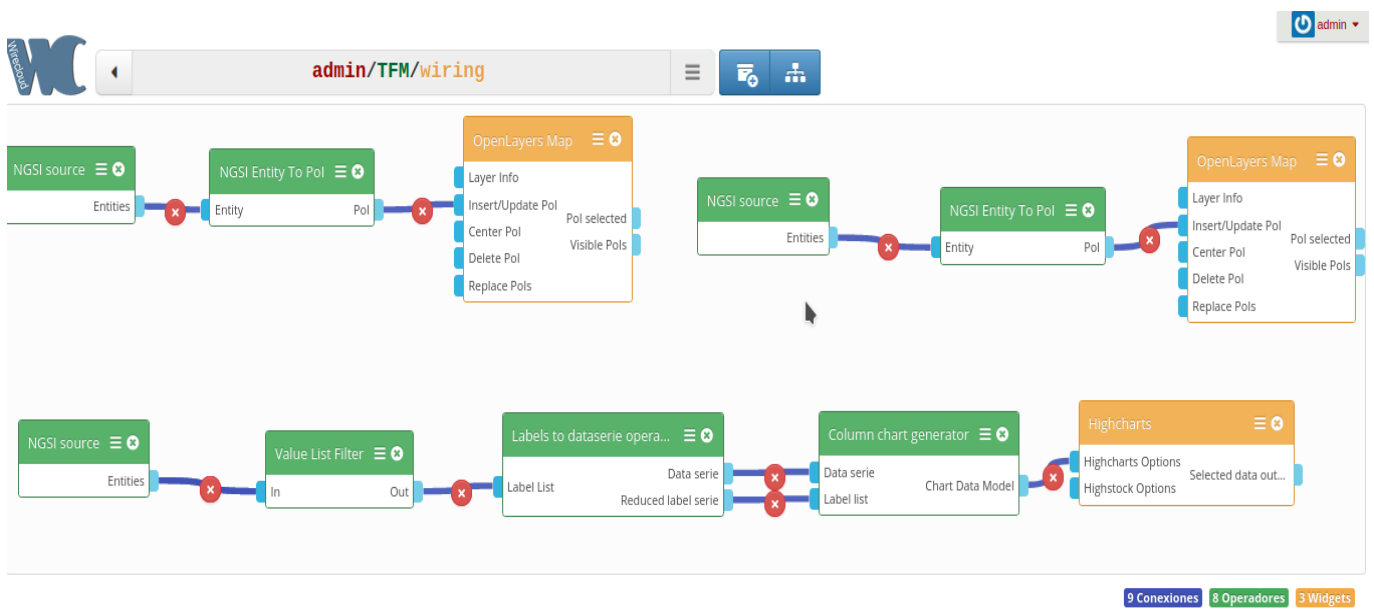 admin
Wirecloud
WC
admin/TFM/wiring
NGSI source
Entities
NGSI Entity To PoI
Entity
PoI
OpenLayers Map
Layer Info
Insert/Update PoI
Center PoI
Delete PoI
Replace PoIs
PoI selected
Visible PoIs
NGSI source
Entities
NGSI Entity To PoI
Entity
PoI
OpenLayers Map
Layer Info
Insert/Update PoI
Center PoI
Delete PoI
Replace PoIs
PoI selected
Visible PoIs
NGSI source
Entities
Value List Filter
In
Out
Labels to dataserie opera...
Label List
Data serie
Reduced label serie
Column chart generator
Data serie
Label list
Chart Data Model
Highcharts
Highcharts Options
Highstock Options
Selected data out...
9 Conexiones
8 Operadores
3 Widgets